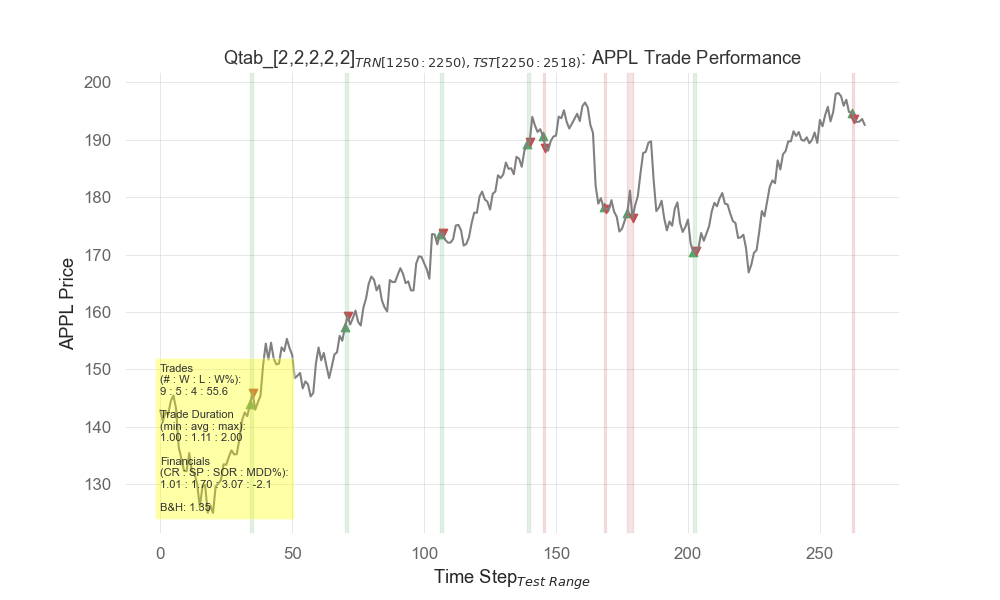 Qtab_[2,2,2,2,2]TRN[1250:2250),TST[2250:2518): APPL Trade Performance
200
190
180
170
160
150
140
130
APPL Price
Trades
(# : W : L : W%):
9 : 5 : 4 : 55.6
Trade Duration
(min : avg : max):
1.00 : 1.11 : 2.00
Financials
(CR : SP : SOR : MDD%):
1.01 : 1.70 : 3.07 : -2.1
B&H: 1.35
0 50 100 150 200 250
Time StepTest Range